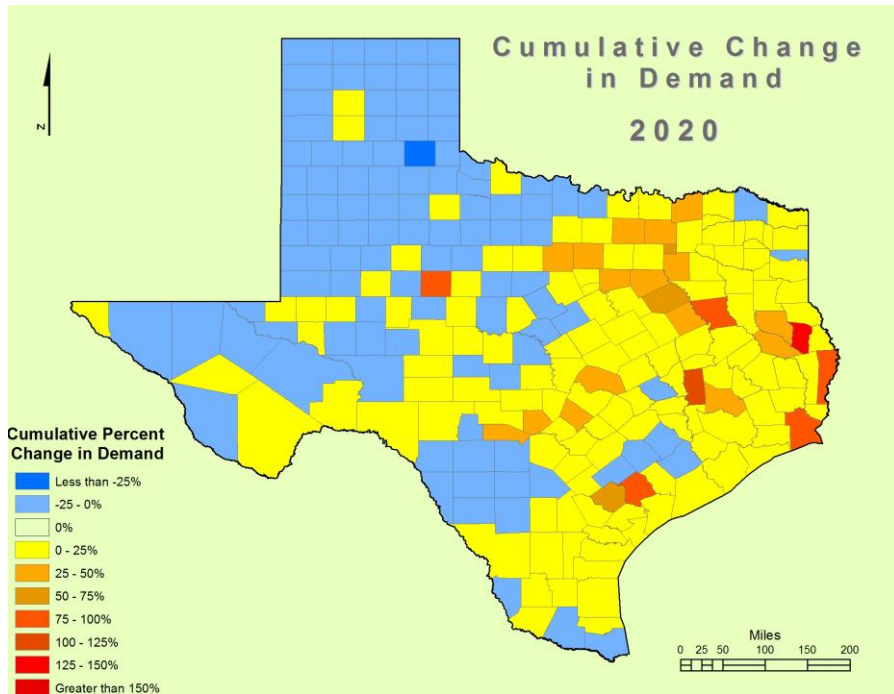 Cumulative Change
in Demand
2020
N
Cumulative Percent
Change in Demand
Less than -25%
-25 - 0%
0%
0 - 25%
25 - 50%
50 - 75%
75 - 100%
100 - 125%
125 - 150%
Greater than 150%
Miles
0 25 50 100 150 200